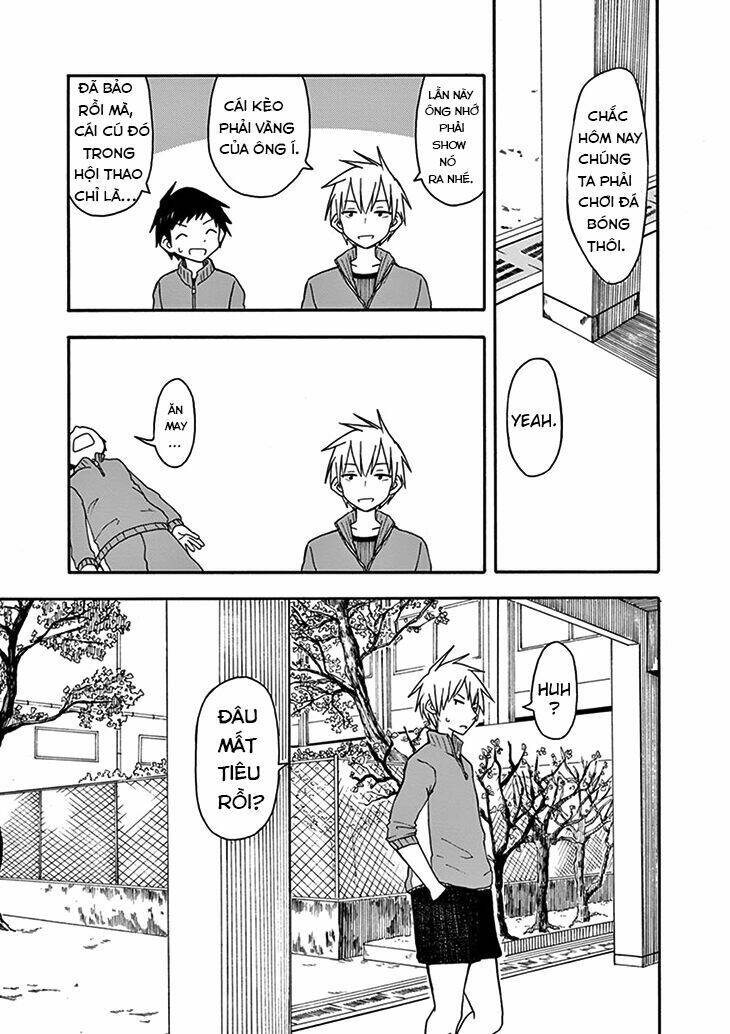 CHẮC
HÔM NAY
CHÚNG
TA PHẢI
CHƠI ĐÁ
BÓNG
THÔI.
YEAH.
LẦN NÀY
ÔNG NHỚ
PHẢI
SHOW
NÓ
RA NHÉ.
CÁI KÈO
PHẢI VÀNG
CỦA ÔNG Í.
ĐÃ BẢO
RỒI MÀ,
CÁI CÚ ĐÓ
TRONG
HỘI THAO
CHỈ LÀ...
ĂN
MAY
...
HUH
?
ĐÂU
MẤT
TIÊU
RỒI?